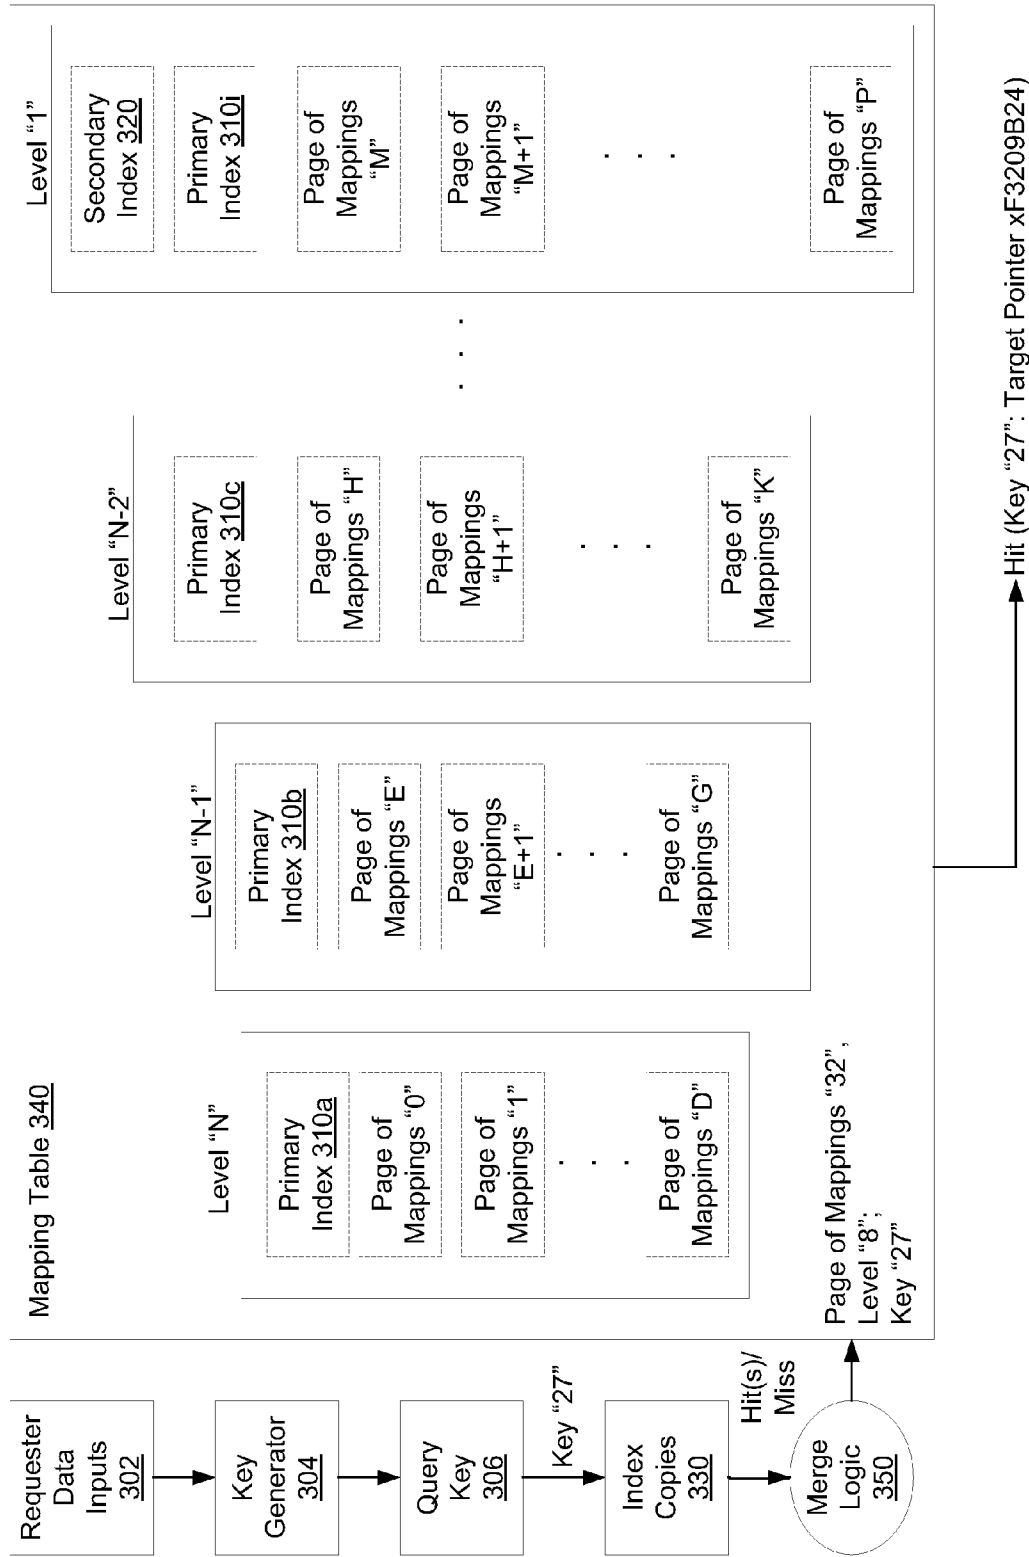 Mapping Table 340
Requester
Data
Inputs
302
Key
Generator
304
Query
Key
306
Key “27”
Index
Copies
330
Hit(s)/
Miss
Merge
Logic
350
Page of Mappings “32”,
Level “8”;
Key “27”
Level “N”
Primary
Index 310a
Page of
Mappings “0”
Page of
Mappings “1”
. . .
Page of
Mappings “D”
Level “N-1”
Primary
Index 310b
Page of
Mappings “E”
Page of
Mappings
“E+1”
. . .
Page of
Mappings “G”
Level “N-2”
Primary
Index 310c
Page of
Mappings “H”
Page of
Mappings
“H+1”
. . .
Page of
Mappings “K”
. . .
Level “1”
Secondary
Index 320
Primary
Index 310i
Page of
Mappings
“M”
Page of
Mappings
“M+1”
. . .
Page of
Mappings “P”
Hit (Key “27”: Target Pointer xF3209B24)